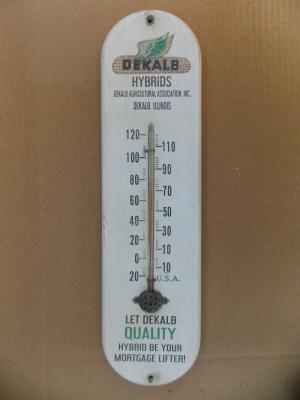 DEKALB
HYBRIDS
DEKALB AGRICULTURAL ASSOCIATION, INC.
DEKALB, ILLINOIS
120
110
100
90
80
70
60
50
40
30
20
10
0
10
20
U.S.A.
LET DEKALB
QUALITY
HYBRID BE YOUR
MORTGAGE LIFTER!